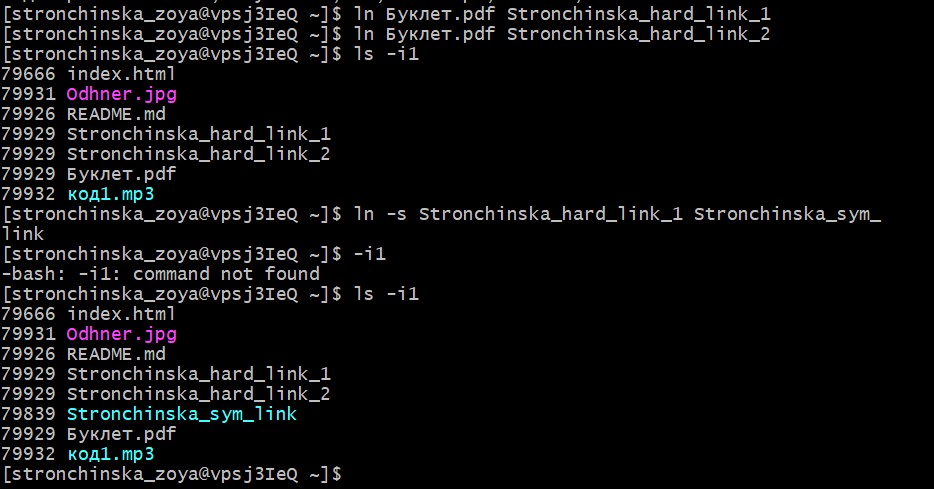 [stronchinska_zoya@vpsj3IeQ ~]$ ln Буклет.pdf Stronchinska_hard_link_1
[stronchinska_zoya@vpsj3IeQ ~]$ ln Буклет.pdf Stronchinska_hard_link_2
[stronchinska_zoya@vpsj3IeQ ~]$ ls -i1
79666 index.html
79931 Odhner.jpg
79926 README.md
79929 Stronchinska_hard_link_1
79929 Stronchinska_hard_link_2
79929 Буклет.pdf
79932 код1.mp3
[stronchinska_zoya@vpsj3IeQ ~]$ ln -s Stronchinska_hard_link_1 Stronchinska_sym_
link
[stronchinska_zoya@vpsj3IeQ ~]$ -i1
-bash: -i1: command not found
[stronchinska_zoya@vpsj3IeQ ~]$ ls -i1
79666 index.html
79931 Odhner.jpg
79926 README.md
79929 Stronchinska_hard_link_1
79929 Stronchinska_hard_link_2
79839 Stronchinska_sym_link
79929 Буклет.pdf
79932 код1.mp3
[stronchinska_zoya@vpsj3IeQ ~]$